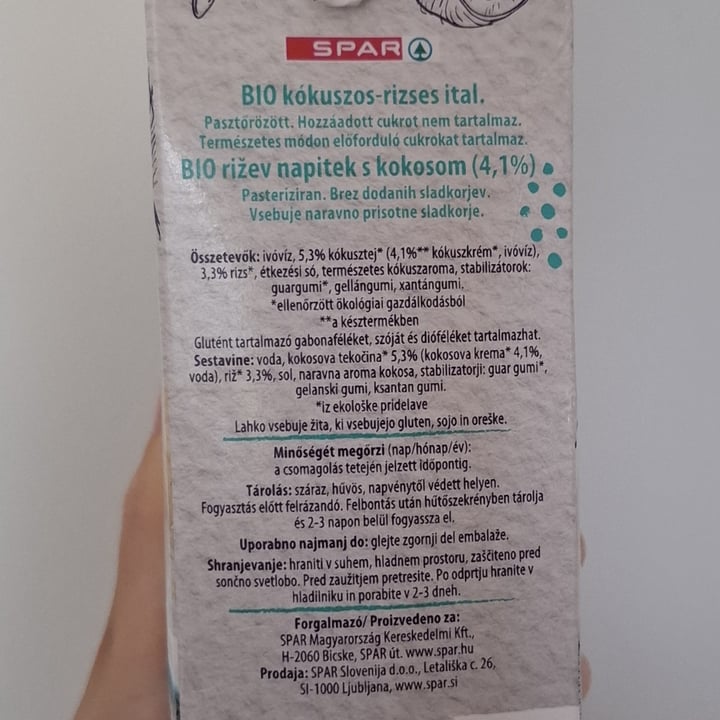 SPAR
BIO kókuszos-rizses ital.
Pasztőrözött. Hozzáadott cukrot nem tartalmaz.
Természetes módon előforduló cukrokat tartalmaz.
BIO rižev napitek s kokosom (4,1%)
Pasteriziran. Brez dodanih sladkorjev.
Vsebuje naravno prisotne sladkorje.
Összetevők: ivóvíz, 5,3% kókusztej* (4,1%** kókuszkrém*, ivóvíz),
3,3% rizs*, étkezési só, természetes kókuszaroma, stabilizátorok:
guargumi*, gellángumi, xantángumi.
*ellenőrzött ökológiai gazdálkodásból
**a késztermékben
Glutént tartalmazó gabonaféléket, szóját és dióféléket tartalmazhat.
Sestavine: voda, kokosova tekočina* 5,3% (kokosova krema* 4,1%,
voda), riž* 3,3%, sol, naravna aroma kokosa, stabilizatorji: guar gumi*,
gelanski gumi, ksantan gumi.
*iz ekološke pridelave
Lahko vsebuje žita, ki vsebujejo gluten, sojo in oreške.
Minőségét megőrzi (nap/hónap/év):
a csomagolás tetején jelzett időpontig.
Tárolás: száraz, hűvös, napvénytől védett helyen.
Fogyasztás előtt felrázandó. Felbontás után hűtőszekrényben tárolja
és 2-3 napon belül fogyassza el.
Uporabno najmanj do: glejte zgornji del embalaže.
Shranjevanje: hraniti v suhem, hladnem prostoru, zaščiteno pred
sončno svetlobo. Pred zaužitjem pretresite. Po odprtju hranite v
hladilniku in porabite v 2-3 dneh.
Forgalmazó/ Proizvedeno za:
SPAR Magyarország Kereskedelmi Kft.,
H-2060 Bicske, SPAR út. www.spar.hu
Prodaja: SPAR Slovenija d.o.o., Letališka c. 26,
SI-1000 Ljubljana, www.spar.si